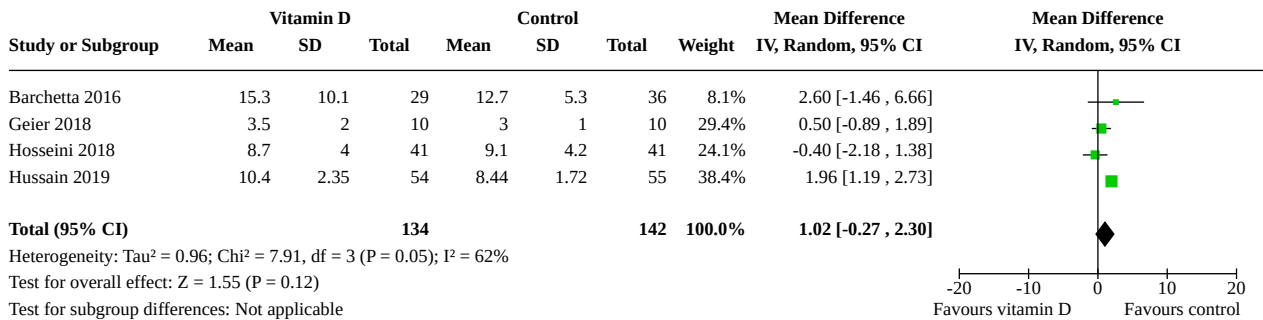 Vitamin D Control Mean Difference Mean Difference
Study or Subgroup Mean SD Total Mean SD Total Weight IV, Random, 95% CI IV, Random, 95% CI
Barchetta 2016 15.3 10.1 29 12.7 5.3 36 8.1% 2.60 [-1.46 , 6.66]
Geier 2018 3.5 2 10 3 1 10 29.4% 0.50 [-0.89 , 1.89]
Hosseini 2018 8.7 4 41 9.1 4.2 41 24.1% -0.40 [-2.18 , 1.38]
Hussain 2019 10.4 2.35 54 8.44 1.72 55 38.4% 1.96 [1.19 , 2.73]
Total (95% CI) 134 142 100.0% 1.02 [-0.27 , 2.30]
Heterogeneity: Tau² = 0.96; Chi² = 7.91, df = 3 (P = 0.05); I² = 62%
Test for overall effect: Z = 1.55 (P = 0.12)
Test for subgroup differences: Not applicable
-20 -10 0 10 20
Favours vitamin D Favours control